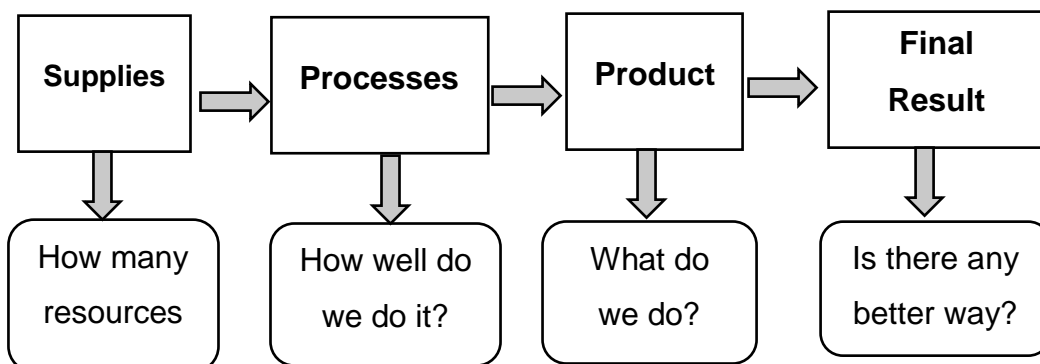 Supplies
Processes
Product
Final
Result
How many
resources
How well do
we do it?
What do
we do?
Is there any
better way?